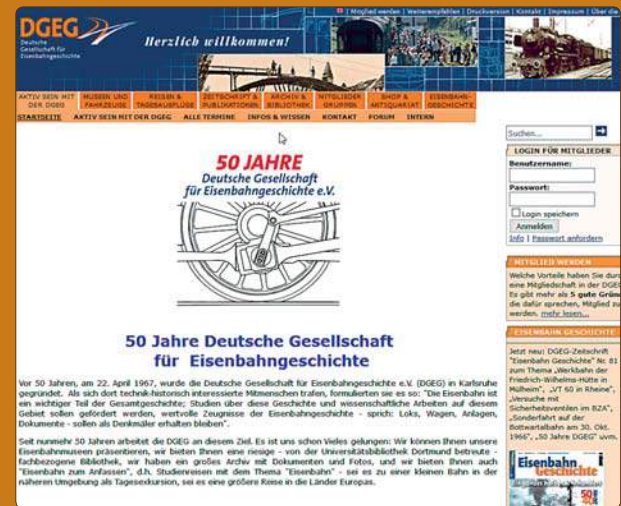 DGEG
Deutsche
Gesellschaft für
Eisenbahngeschichte
Herzlich willkommen!
| Mitglied werden | Weiterempfehlen | Druckversion | Kontakt | Impressum | Über die
AKTIV SEIN MIT DER DGEG
MUSEEN UND FAHRZEUGE
REISEN & TAGESAUSFLÜGE
ZEITSCHRIFT & PUBLIKATIONEN
ARCHIV & BIBLIOTHEK
MITGLIEDER GRUPPEN
SHOP & ANTIQUARIAT
EISENBAHN-GESCHICHTE
STARTSEITE AKTIV SEIN MIT DER DGEG ALLE TERMINE INFOS & WISSEN KONTAKT FORUM INTERN
50 JAHRE
Deutsche Gesellschaft
für Eisenbahngeschichte e.V.
50 Jahre Deutsche Gesellschaft
für Eisenbahngeschichte
Vor 50 Jahren, am 22. April 1967, wurde die Deutsche Gesellschaft für Eisenbahngeschichte e.V. (DGEG) in Karlsruhe
gegründet. Als sich dort technik-historisch interessierte Mitmenschen trafen, formulierten sie es so: "Die Eisenbahn ist
ein wichtiger Teil der Gesamtgeschichte; Studien über diese Geschichte und wissenschaftliche Arbeiten auf diesem
Gebiet sollen gefördert werden, wertvolle Zeugnisse der Eisenbahngeschichte - sprich: Loks, Wagen, Anlagen,
Dokumente - sollen als Denkmäler erhalten bleiben".
Seit nunmehr 50 Jahren arbeitet die DGEG an diesem Ziel. Es ist uns schon Vieles gelungen: Wir können Ihnen unsere
Eisenbahnmuseen präsentieren, wir bieten Ihnen eine riesige - von der Universitätsbibliothek Dortmund betreute -
fachbezogene Bibliothek, wir haben ein großes Archiv mit Dokumenten und Fotos, und wir bieten Ihnen auch
"Eisenbahn zum Anfassen", d.h. Studienreisen mit dem Thema "Eisenbahn" - sei es zu einer kleinen Bahn in der
näheren Umgebung als Tagesexkursion, sei es eine größere Reise in die Länder Europas.
Suchen...
LOGIN FÜR MITGLIEDER
Benutzername:
Passwort:
Login speichern
Anmelden
Info | Passwort anfordern
MITGLIED WERDEN
Welche Vorteile haben Sie durc
eine Mitgliedschaft in der DGEG
Es gibt mehr als 5 gute Grün
die dafür sprechen, Mitglied zu
werden. mehr lesen...
EISENBAHN GESCHICHTE
Jetzt neu: DGEG-Zeitschrift
"Eisenbahn Geschichte" Nr. 81
zum Thema „Werkbahn der
Friedrich-Wilhelms-Hütte in
Mülheim", „VT 60 in Rheine",
„Versuche mit
Sicherheitsventilen im BZA",
„Sonderfahrt auf der
Bottwartalbahn am 30. Okt.
1966", „50 Jahre DGEG" uvm.
Eisenbahn
Geschichte